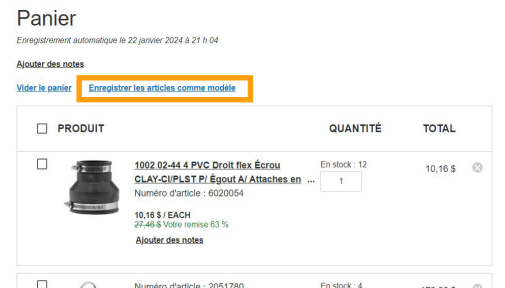 Panier
Enregistrement automatique le 22 janvier 2024 à 21 h 04
Ajouter des notes
Vider le panier Enregistrer les articles comme modèle
PRODUIT QUANTITÉ TOTAL
1002 02-44 4 PVC Droit flex Écrou En stock : 12
CLAY-CI/PLST P/ Égout A/ Attaches en ... 1 10,16 $
Numéro d'article : 6020054
10,16 $ / EACH
27,46 $ Votre remise 63 %
Ajouter des notes
Numéro d'article : 2051780 En stock : 4